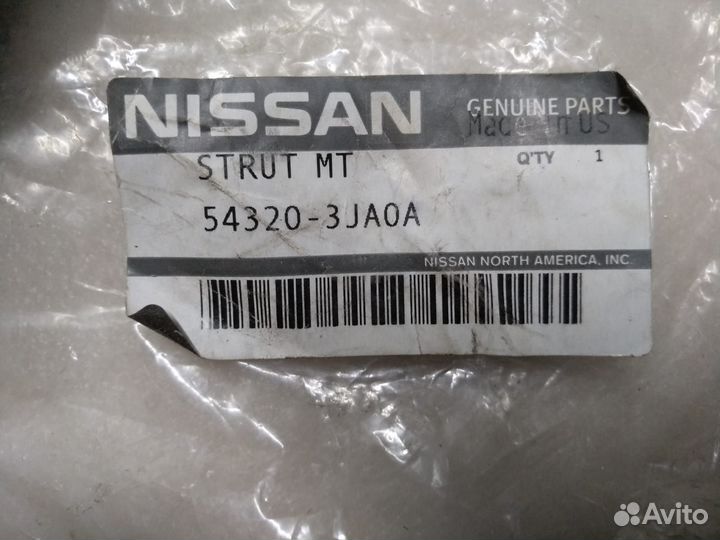 NISSAN GENUINE PARTS
Made in US
STRUT MT Q'TY 1
54320-3JA0A
NISSAN NORTH AMERICA, INC.
Avito